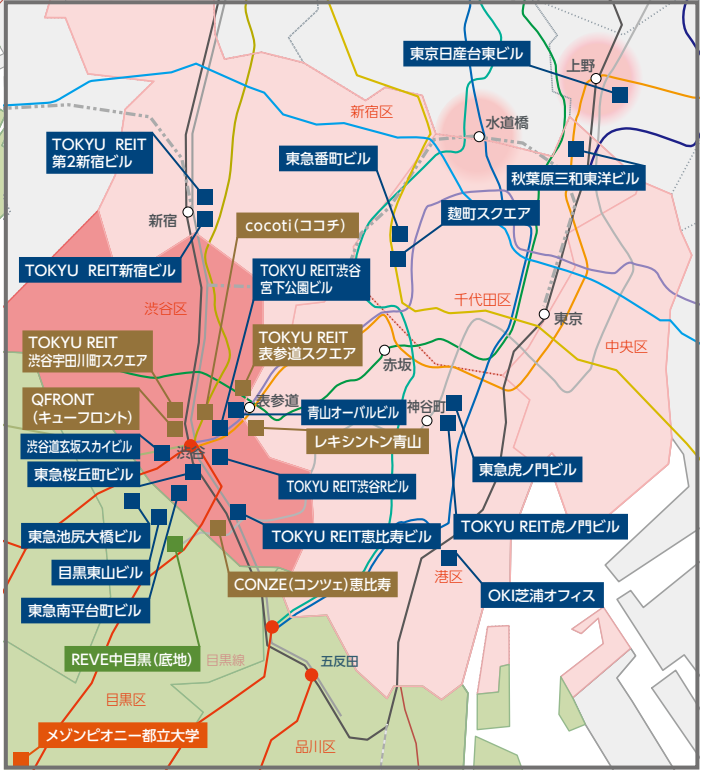 東京日産台東ビル
上野
新宿区
水道橋
TOKYU REIT
第2新宿ビル
東急番町ビル
秋葉原三和東洋ビル
新宿
cocoti（ココチ）
麹町スクエア
TOKYU REIT新宿ビル
TOKYU REIT渋谷
宮下公園ビル
渋谷区
千代田区
東京
中央区
TOKYU REIT
渋谷宇田川町スクエア
TOKYU REIT
表参道スクエア
赤坂
QFRONT
（キューフロント）
表参道
青山オーバルビル
神谷町
渋谷道玄坂スカイビル
渋谷
レキシントン青山
東急桜丘町ビル
東急虎ノ門ビル
TOKYU REIT渋谷Rビル
東急池尻大橋ビル
TOKYU REIT恵比寿ビル
TOKYU REIT虎ノ門ビル
目黒東山ビル
CONZE（コンツェ）恵比寿
港区
OKI芝浦オフィス
東急南平台町ビル
REVE中目黒（底地）
目黒線
五反田
目黒区
メゾンピオニー都立大学
品川区